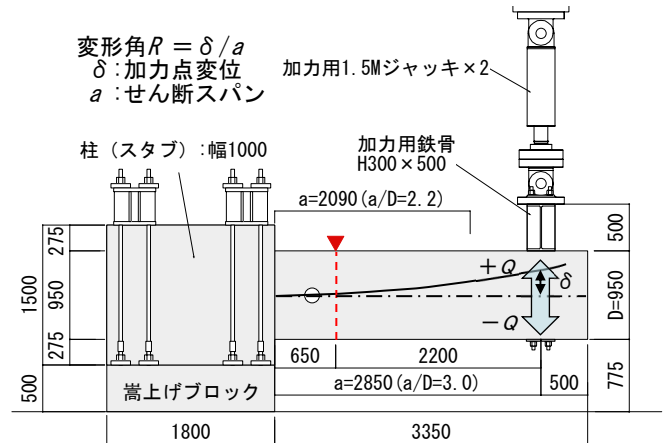 変形角R＝δ/a
δ:加力点変位
a:せん断スパン
加力用1.5Mジャッキ×2
柱（スタブ）:幅1000
加力用鉄骨
H300×500
a=2090(a/D=2.2)
275
950
275
1500
500
＋Q
δ
－Q
500
D=950
775
650
2200
a=2850(a/D=3.0)
500
嵩上げブロック
1800
3350